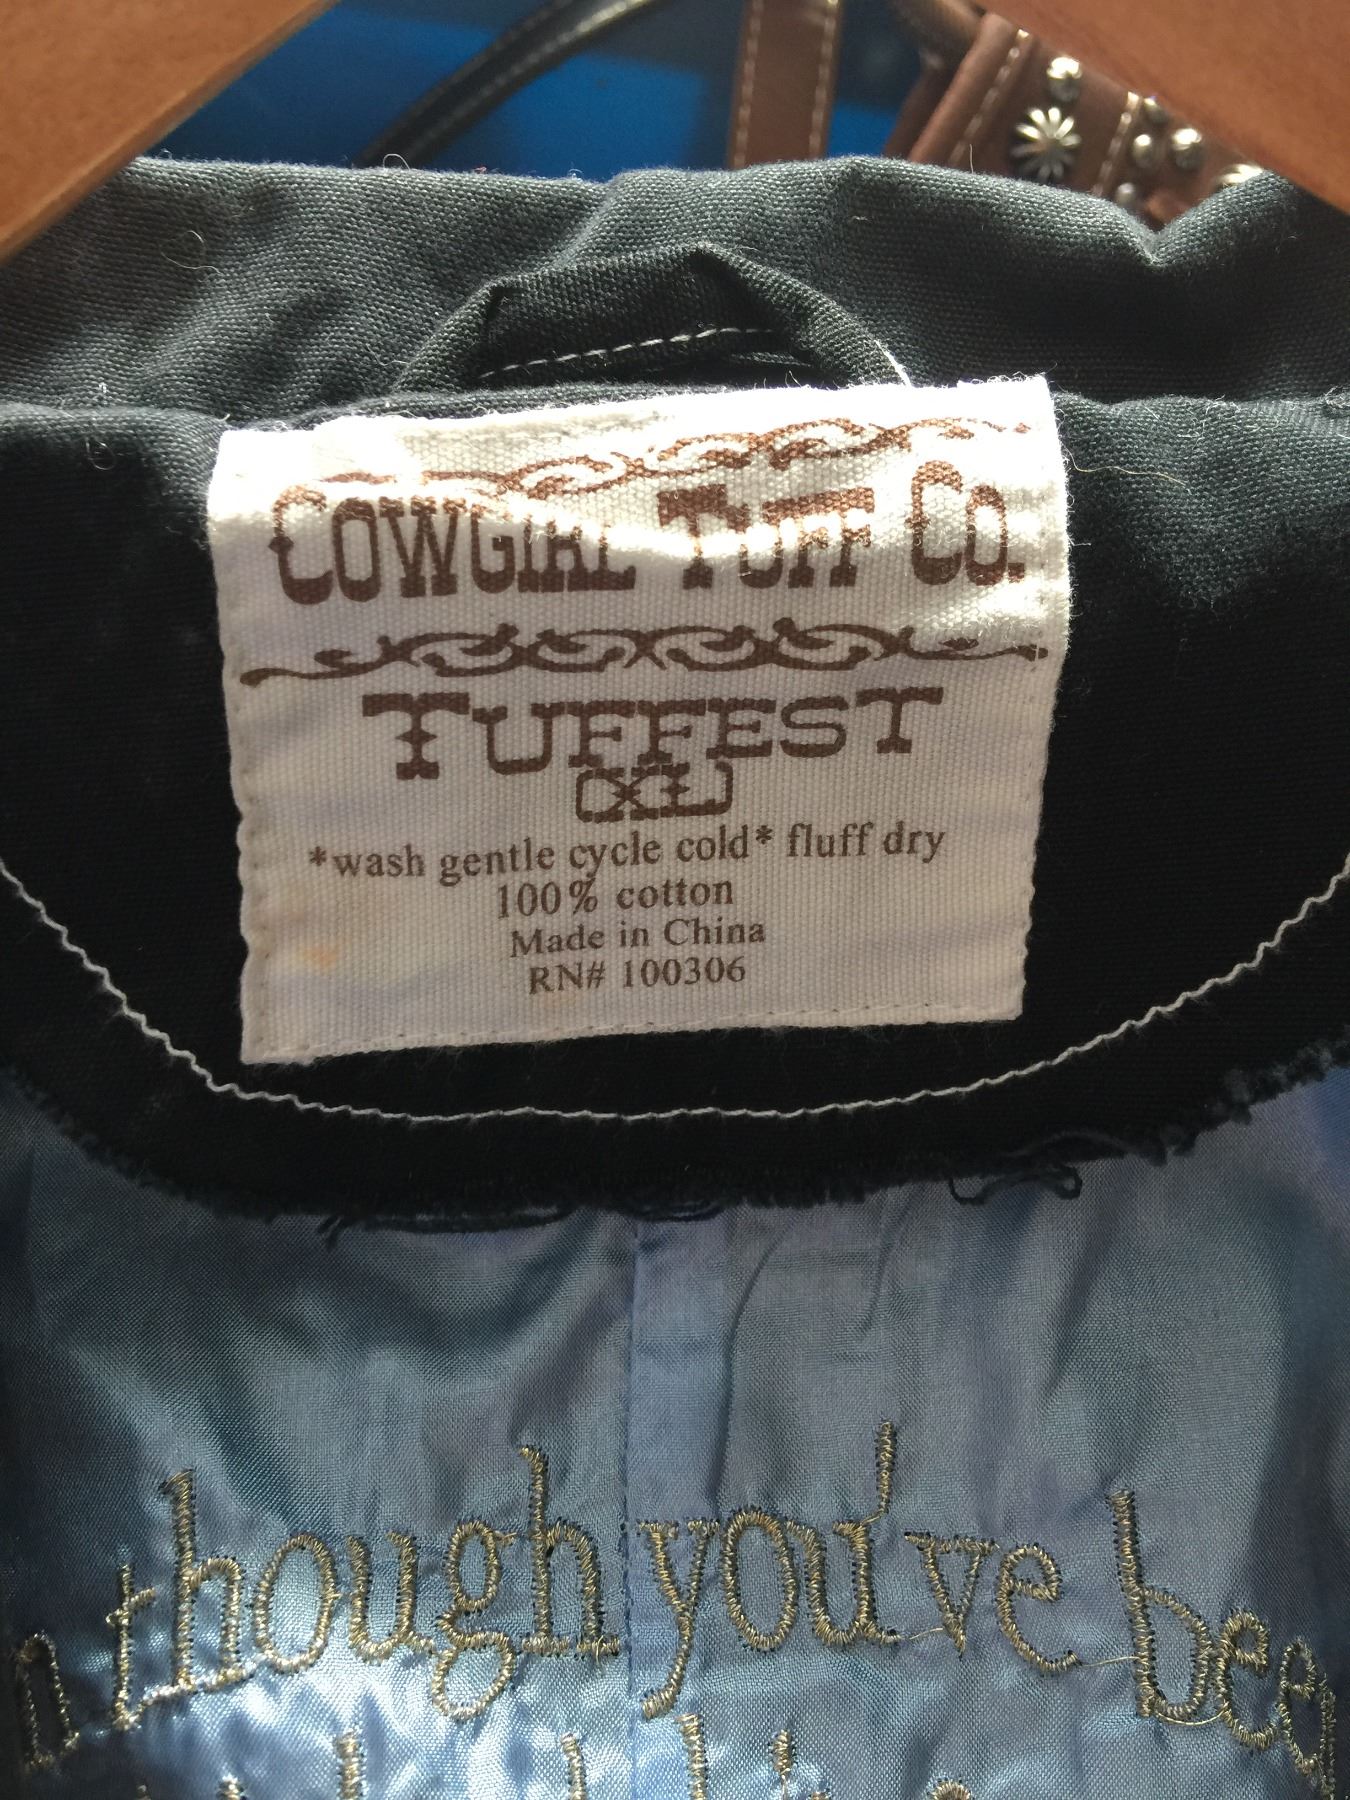 COWGIRL TUFF CO.
TUFFEST
XL
*wash gentle cycle cold* fluff dry
100% cotton
Made in China
RN# 100306
though you've bee